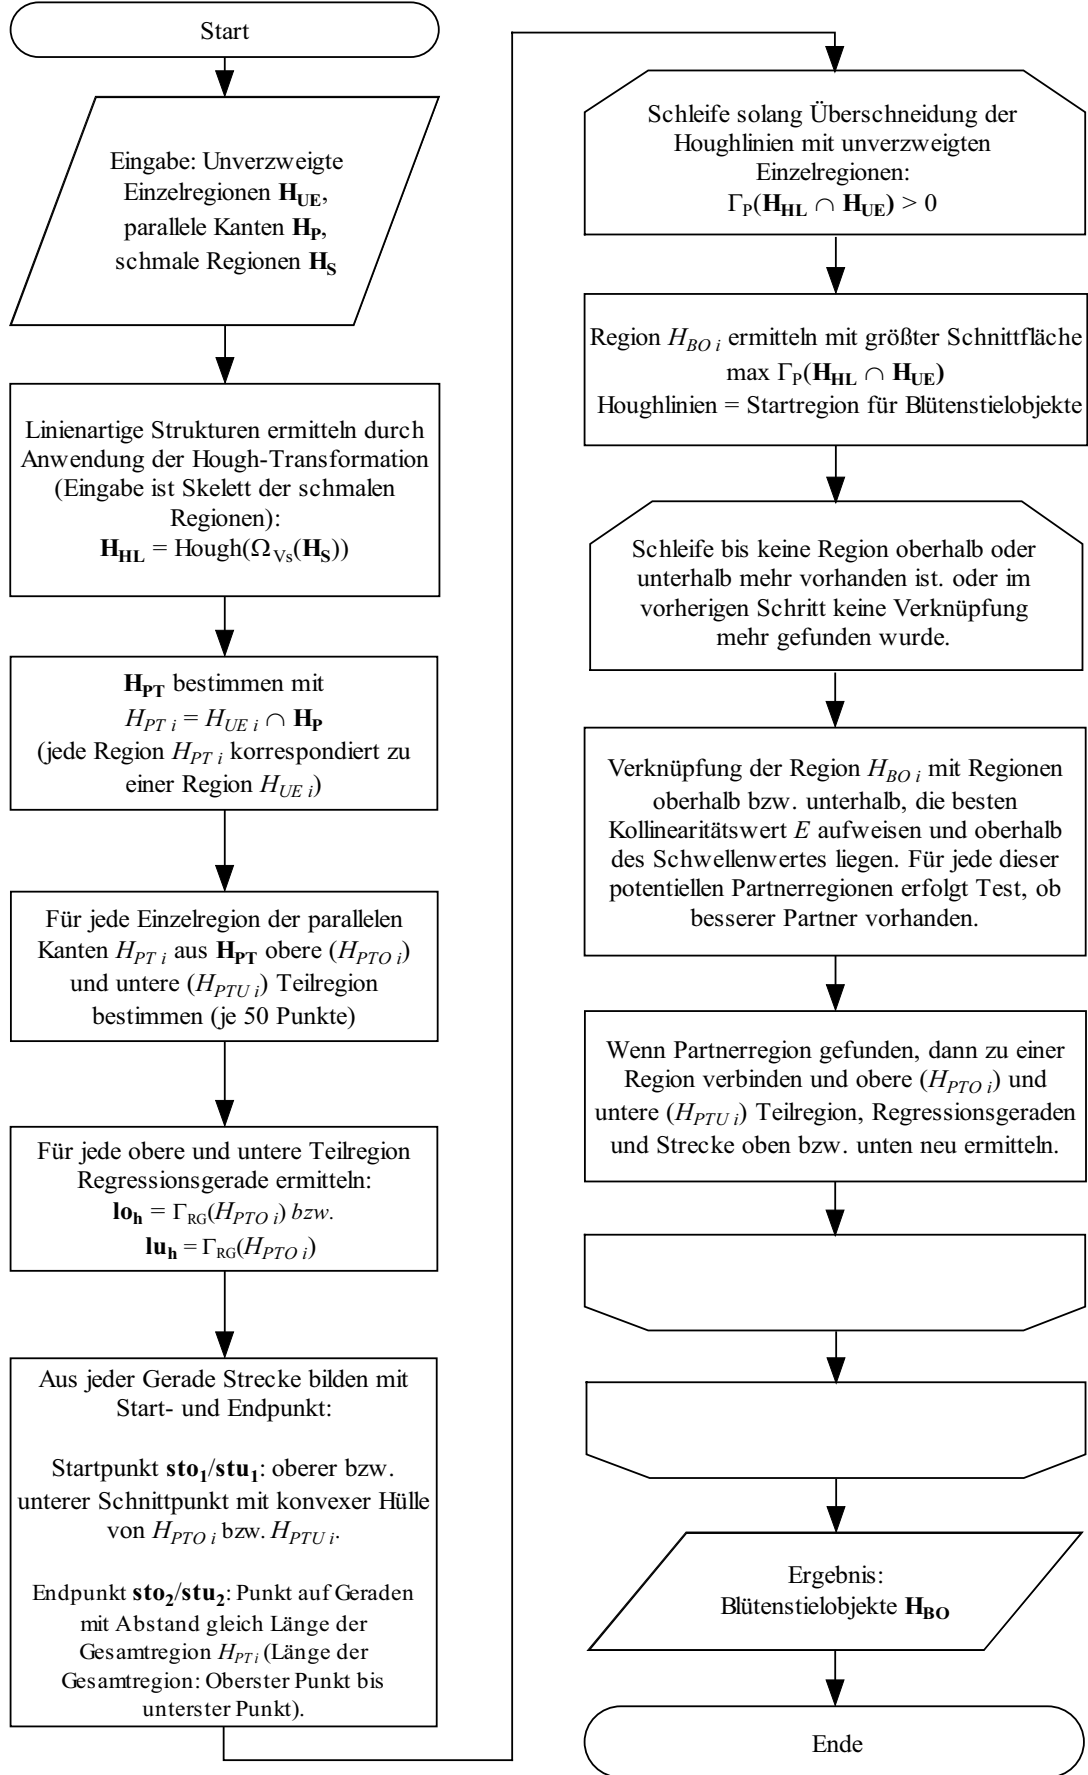 Start
Eingabe: Unverzweigte
Einzelregionen H_UE,
parallele Kanten H_P,
schmale Regionen H_S
Linienartige Strukturen ermitteln durch
Anwendung der Hough-Transformation
(Eingabe ist Skelett der schmalen
Regionen):
H_HL = Hough(Ω_Vs(H_S))
H_PT bestimmen mit
H_PT i = H_UE i ∩ H_P
(jede Region H_PT i korrespondiert zu
einer Region H_UE i)
Für jede Einzelregion der parallelen
Kanten H_PT i aus H_PT obere (H_PTO i)
und untere (H_PTU i) Teilregion
bestimmen (je 50 Punkte)
Für jede obere und untere Teilregion
Regressionsgerade ermitteln:
lo_h = Γ_RG(H_PTO i) bzw.
lu_h = Γ_RG(H_PTO i)
Aus jeder Gerade Strecke bilden mit
Start- und Endpunkt:
Startpunkt sto_1/stu_1: oberer bzw.
unterer Schnittpunkt mit konvexer Hülle
von H_PTO i bzw. H_PTU i.
Endpunkt sto_2/stu_2: Punkt auf Geraden
mit Abstand gleich Länge der
Gesamtregion H_PT i (Länge der
Gesamtregion: Oberster Punkt bis
unterster Punkt).
Schleife solang Überschneidung der
Houghlinien mit unverzweigten
Einzelregionen:
Γ_P(H_HL ∩ H_UE) > 0
Region H_BO i ermitteln mit größter Schnittfläche
max Γ_P(H_HL ∩ H_UE)
Houghlinien = Startregion für Blütenstielobjekte
Schleife bis keine Region oberhalb oder
unterhalb mehr vorhanden ist. oder im
vorherigen Schritt keine Verknüpfung
mehr gefunden wurde.
Verknüpfung der Region H_BO i mit Regionen
oberhalb bzw. unterhalb, die besten
Kollinearitätswert E aufweisen und oberhalb
des Schwellenwertes liegen. Für jede dieser
potentiellen Partnerregionen erfolgt Test, ob
besserer Partner vorhanden.
Wenn Partnerregion gefunden, dann zu einer
Region verbinden und obere (H_PTO i) und
untere (H_PTU i) Teilregion, Regressionsgeraden
und Strecke oben bzw. unten neu ermitteln.
Ergebnis:
Blütenstielobjekte H_BO
Ende